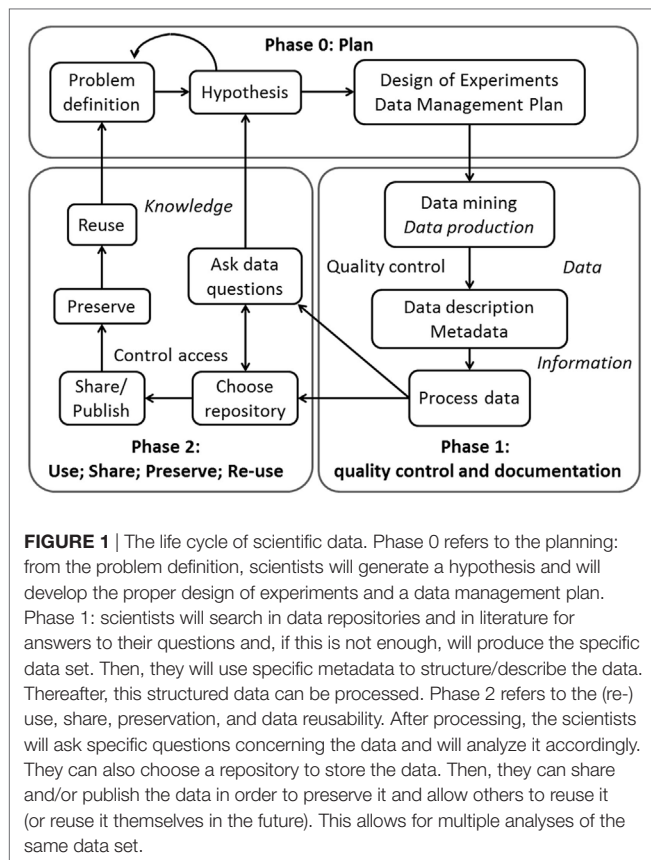 Phase 0: Plan
Problem
definition
Hypothesis
Design of Experiments
Data Management Plan
Knowledge
Reuse
Ask data
questions
Preserve
Control access
Share/
Publish
Choose
repository
Phase 2:
Use; Share; Preserve; Re-use
Data mining
Data production
Quality control
Data
Data description
Metadata
Information
Process data
Phase 1:
quality control and documentation
FIGURE 1 | The life cycle of scientific data. Phase 0 refers to the planning:
from the problem definition, scientists will generate a hypothesis and will
develop the proper design of experiments and a data management plan.
Phase 1: scientists will search in data repositories and in literature for
answers to their questions and, if this is not enough, will produce the specific
data set. Then, they will use specific metadata to structure/describe the data.
Thereafter, this structured data can be processed. Phase 2 refers to the (re-)
use, share, preservation, and data reusability. After processing, the scientists
will ask specific questions concerning the data and will analyze it accordingly.
They can also choose a repository to store the data. Then, they can share
and/or publish the data in order to preserve it and allow others to reuse it
(or reuse it themselves in the future). This allows for multiple analyses of the
same data set.